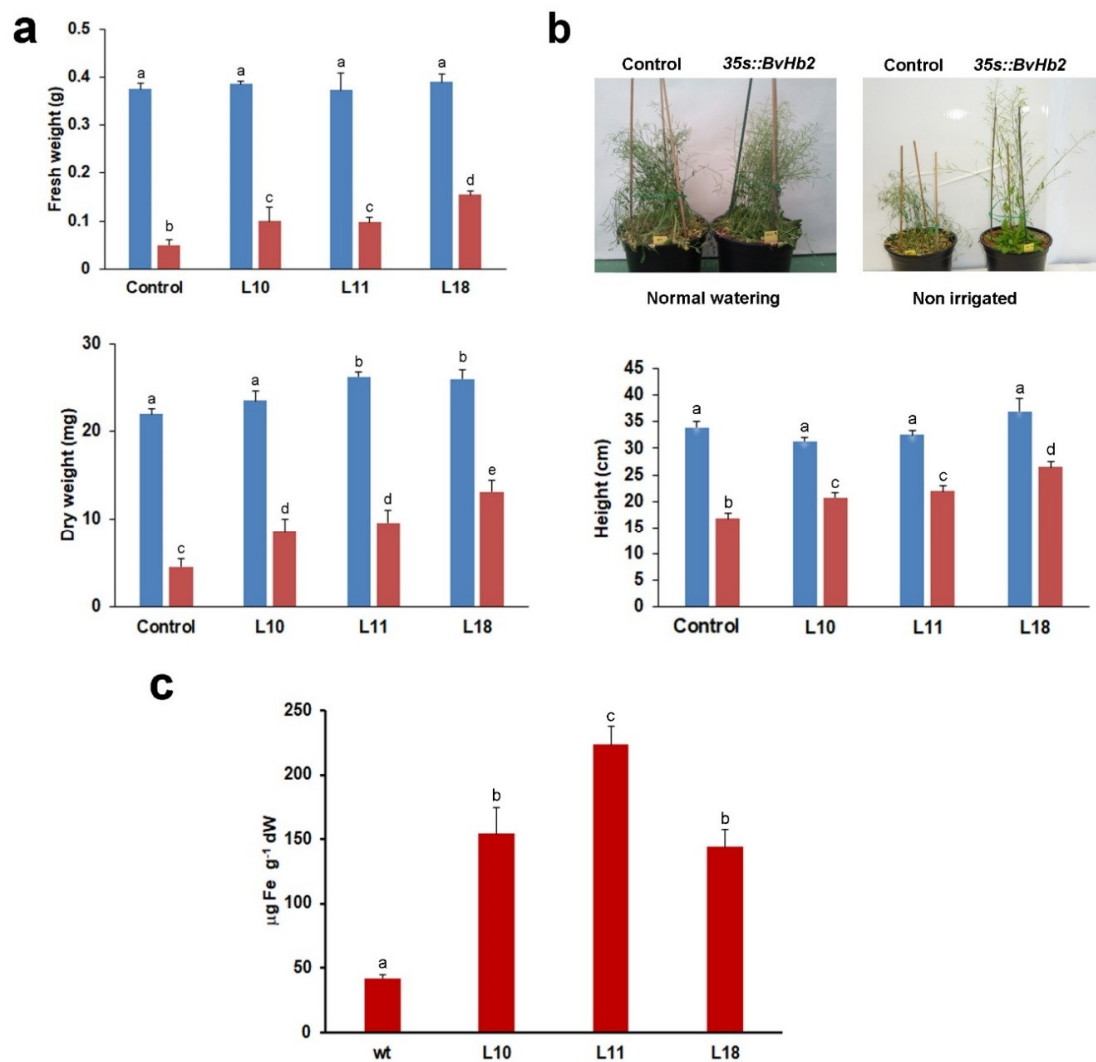 a
Fresh weight (g)
0.5
0.4
0.3
0.2
0.1
0
a
b
a
c
a
c
a
d
Control L10 L11 L18
Dry weight (mg)
30
20
10
0
a
c
a
d
b
d
b
e
Control L10 L11 L18
b
Control 35s::BvHb2
Control 35s::BvHb2
Normal watering
Non irrigated
Height (cm)
45
40
35
30
25
20
15
10
5
0
a
b
a
c
a
c
a
d
Control L10 L11 L18
c
µg Fe g-1 dW
250
200
150
100
50
0
a
b
c
b
wt L10 L11 L18